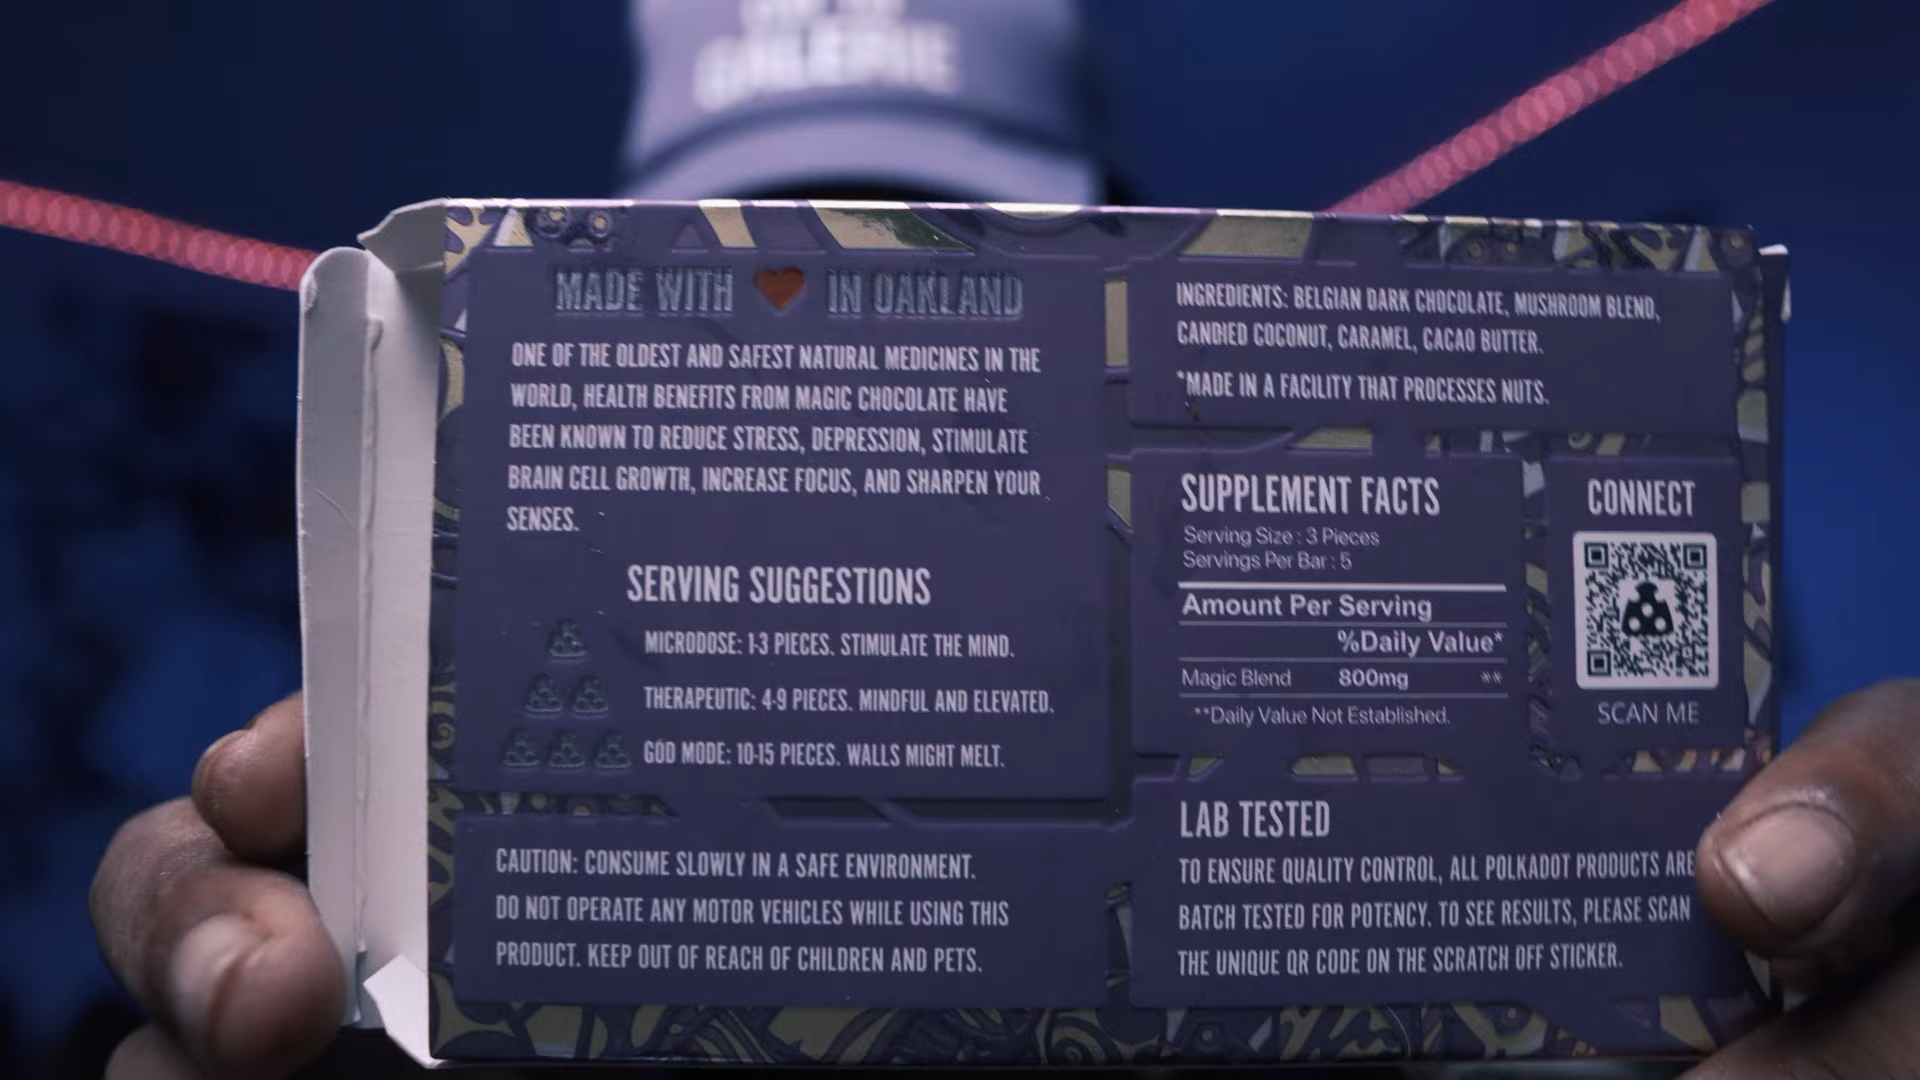 GALERIE
MADE WITH IN OAKLAND
ONE OF THE OLDEST AND SAFEST NATURAL MEDICINES IN THE
WORLD, HEALTH BENEFITS FROM MAGIC CHOCOLATE HAVE
BEEN KNOWN TO REDUCE STRESS, DEPRESSION, STIMULATE
BRAIN CELL GROWTH, INCREASE FOCUS, AND SHARPEN YOUR
SENSES.
SERVING SUGGESTIONS
MICRODOSE: 1-3 PIECES. STIMULATE THE MIND.
THERAPEUTIC: 4-9 PIECES. MINDFUL AND ELEVATED.
GOD MODE: 10-15 PIECES. WALLS MIGHT MELT.
CAUTION: CONSUME SLOWLY IN A SAFE ENVIRONMENT.
DO NOT OPERATE ANY MOTOR VEHICLES WHILE USING THIS
PRODUCT. KEEP OUT OF REACH OF CHILDREN AND PETS.
INGREDIENTS: BELGIAN DARK CHOCOLATE, MUSHROOM BLEND,
CANDIED COCONUT, CARAMEL, CACAO BUTTER.
*MADE IN A FACILITY THAT PROCESSES NUTS.
SUPPLEMENT FACTS
Serving Size : 3 Pieces
Servings Per Bar : 5
Amount Per Serving
%Daily Value*
Magic Blend 800mg **
**Daily Value Not Established.
CONNECT
SCAN ME
LAB TESTED
TO ENSURE QUALITY CONTROL, ALL POLKADOT PRODUCTS ARE
BATCH TESTED FOR POTENCY. TO SEE RESULTS, PLEASE SCAN
THE UNIQUE QR CODE ON THE SCRATCH OFF STICKER.